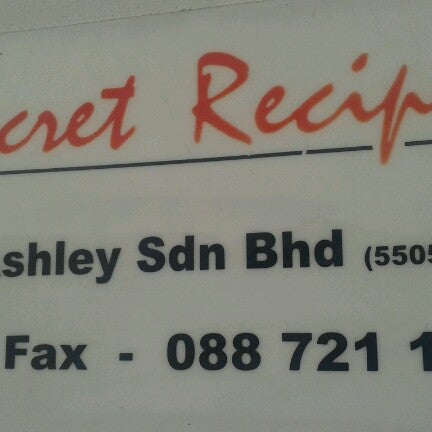 cret Recip
shley Sdn Bhd (5505
Fax - 088 721 1